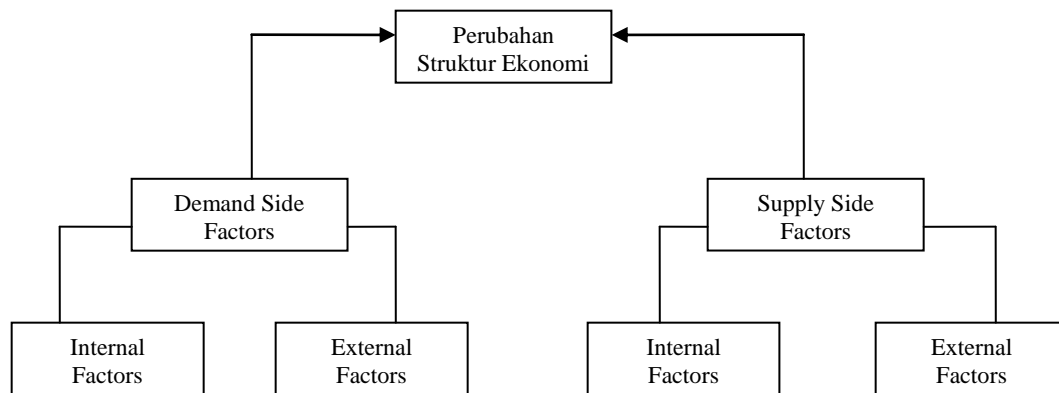 Perubahan
Struktur Ekonomi
Demand Side
Factors
Supply Side
Factors
Internal
Factors
External
Factors
Internal
Factors
External
Factors